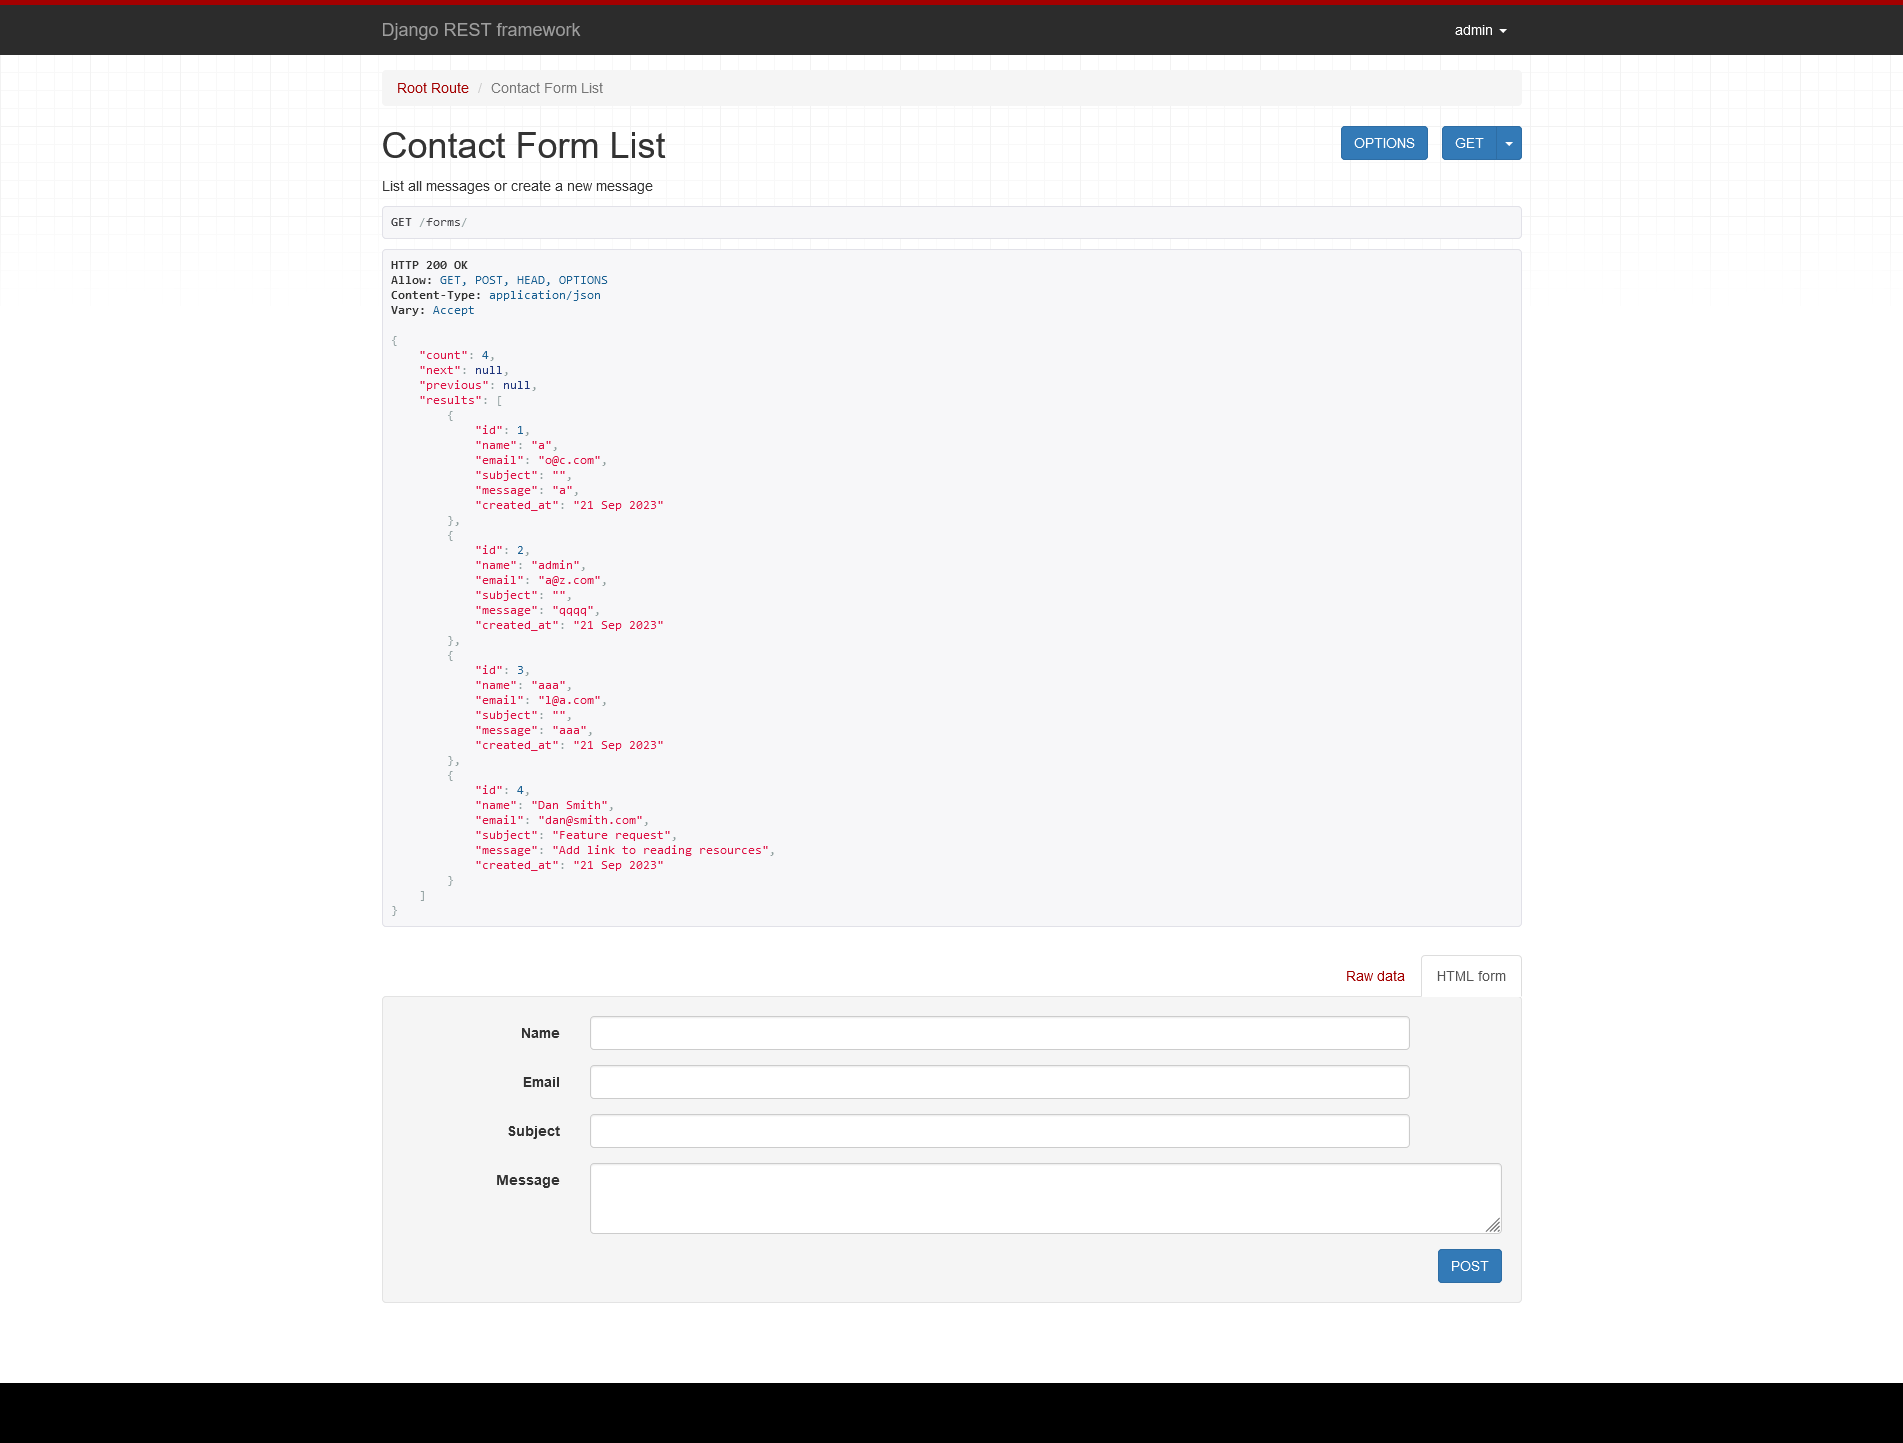 Django REST framework
admin
Root Route / Contact Form List
Contact Form List
OPTIONS
GET
List all messages or create a new message
GET /forms/
HTTP 200 OK
Allow: GET, POST, HEAD, OPTIONS
Content-Type: application/json
Vary: Accept
{
    "count": 4,
    "next": null,
    "previous": null,
    "results": [
        {
            "id": 1,
            "name": "a",
            "email": "o@c.com",
            "subject": "",
            "message": "a",
            "created_at": "21 Sep 2023"
        },
        {
            "id": 2,
            "name": "admin",
            "email": "a@z.com",
            "subject": "",
            "message": "qqqq",
            "created_at": "21 Sep 2023"
        },
        {
            "id": 3,
            "name": "aaa",
            "email": "l@a.com",
            "subject": "",
            "message": "aaa",
            "created_at": "21 Sep 2023"
        },
        {
            "id": 4,
            "name": "Dan Smith",
            "email": "dan@smith.com",
            "subject": "Feature request",
            "message": "Add link to reading resources",
            "created_at": "21 Sep 2023"
        }
    ]
}
Raw data
HTML form
Name
Email
Subject
Message
POST